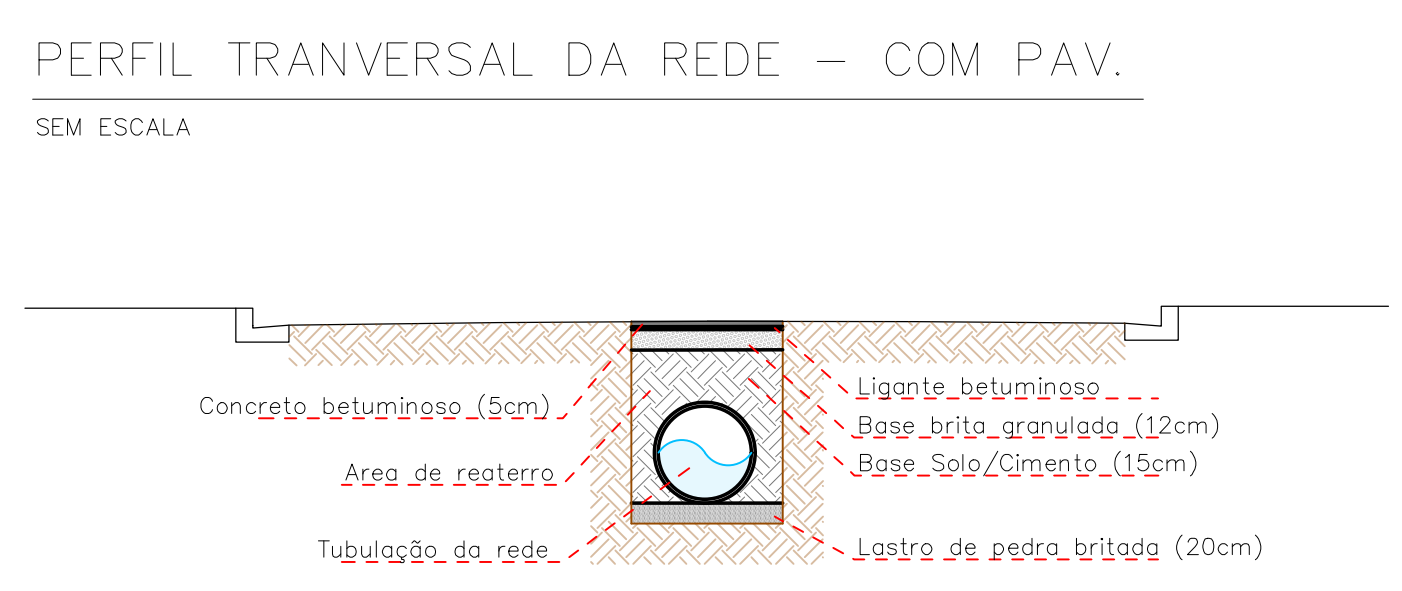 PERFIL TRANVERSAL DA REDE – COM PAV.
SEM ESCALA
Concreto betuminoso (5cm)
Area de reaterro
Tubulação da rede
Ligante betuminoso
Base brita granulada (12cm)
Base Solo/Cimento (15cm)
Lastro de pedra britada (20cm)